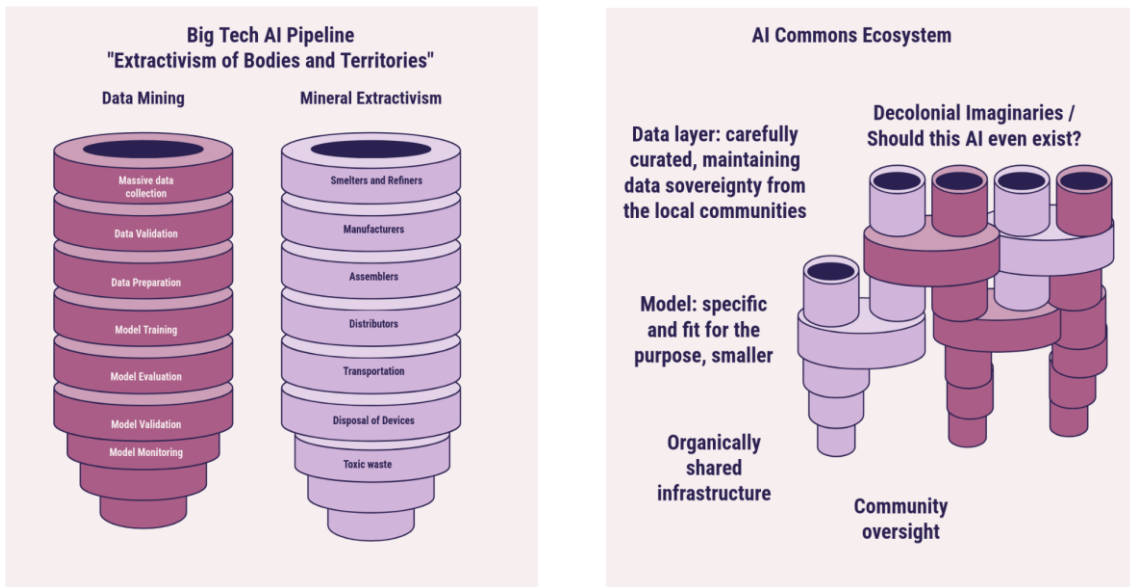 Big Tech AI Pipeline
"Extractivism of Bodies and Territories"
Data Mining
Massive data
collection
Data Validation
Data Preparation
Model Training
Model Evaluation
Model Validation
Model Monitoring
Mineral Extractivism
Smelters and Refiners
Manufacturers
Assemblers
Distributors
Transportation
Disposal of Devices
Toxic waste
AI Commons Ecosystem
Decolonial Imaginaries /
Should this AI even exist?
Data layer: carefully
curated, maintaining
data sovereignty from
the local communities
Model: specific
and fit for the
purpose, smaller
Organically
shared
infrastructure
Community
oversight